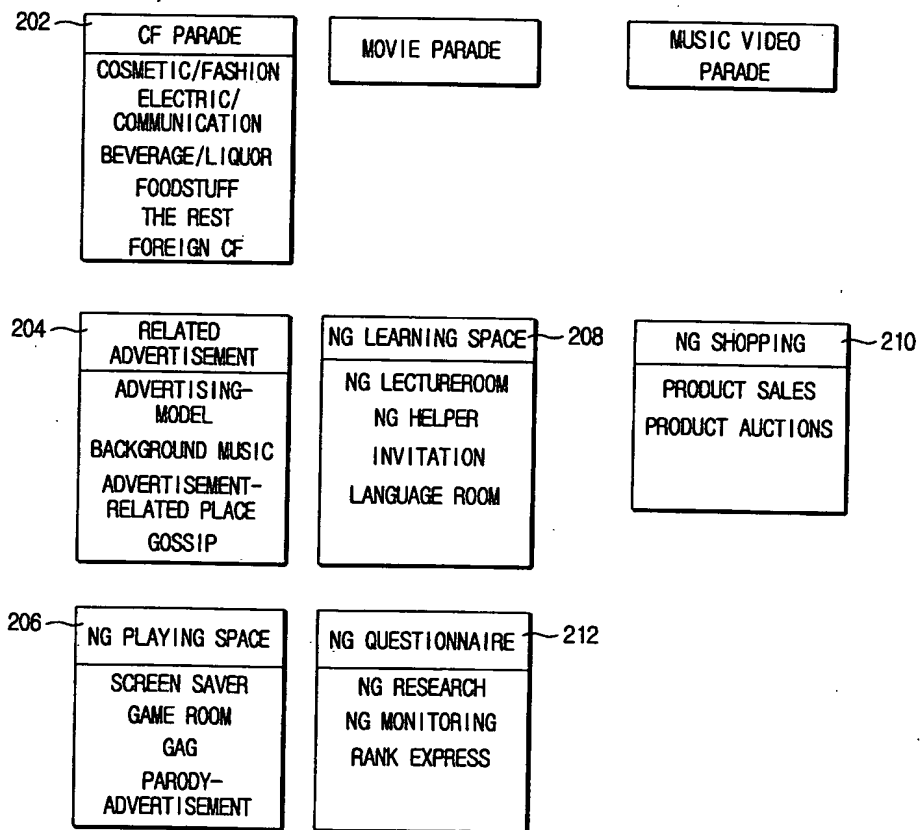 202
CF PARADE
COSMETIC/FASHION
ELECTRIC/
COMMUNICATION
BEVERAGE/LIQUOR
FOODSTUFF
THE REST
FOREIGN CF
MOVIE PARADE
MUSIC VIDEO
PARADE
204
RELATED
ADVERTISEMENT
ADVERTISING-
MODEL
BACKGROUND MUSIC
ADVERTISEMENT-
RELATED PLACE
GOSSIP
NG LEARNING SPACE
208
NG LECTUREROOM
NG HELPER
INVITATION
LANGUAGE ROOM
NG SHOPPING
210
PRODUCT SALES
PRODUCT AUCTIONS
206
NG PLAYING SPACE
SCREEN SAVER
GAME ROOM
GAG
PARODY-
ADVERTISEMENT
NG QUESTIONNAIRE
212
NG RESEARCH
NG MONITORING
RANK EXPRESS